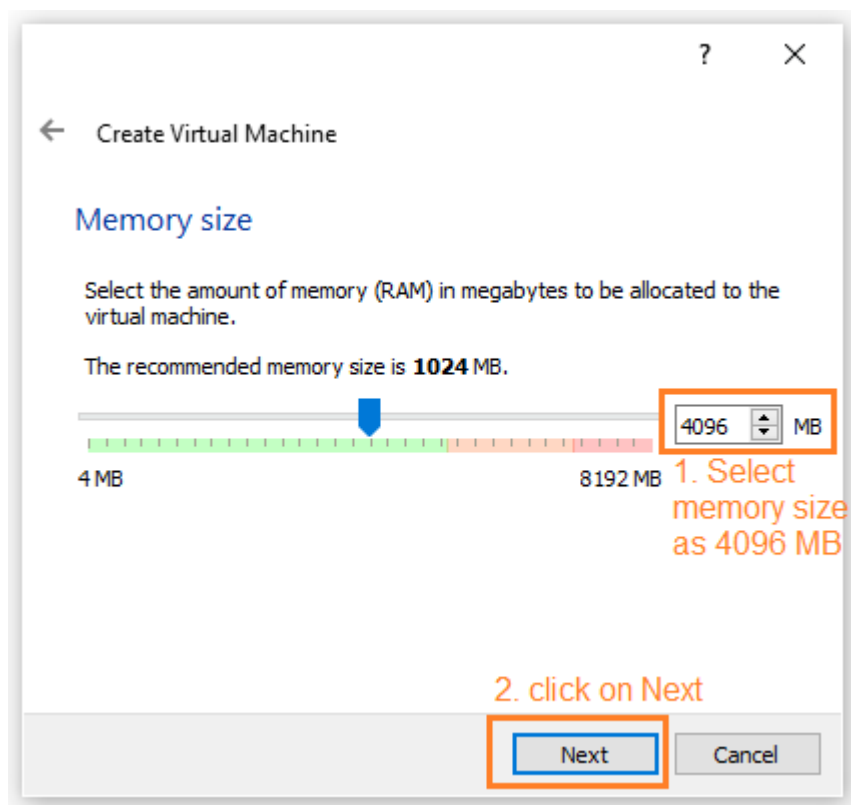 ?
Create Virtual Machine
Memory size
Select the amount of memory (RAM) in megabytes to be allocated to the
virtual machine.
The recommended memory size is 1024 MB.
4096 MB
4 MB
8192 MB
1. Select
memory size
as 4096 MB
2. click on Next
Next
Cancel